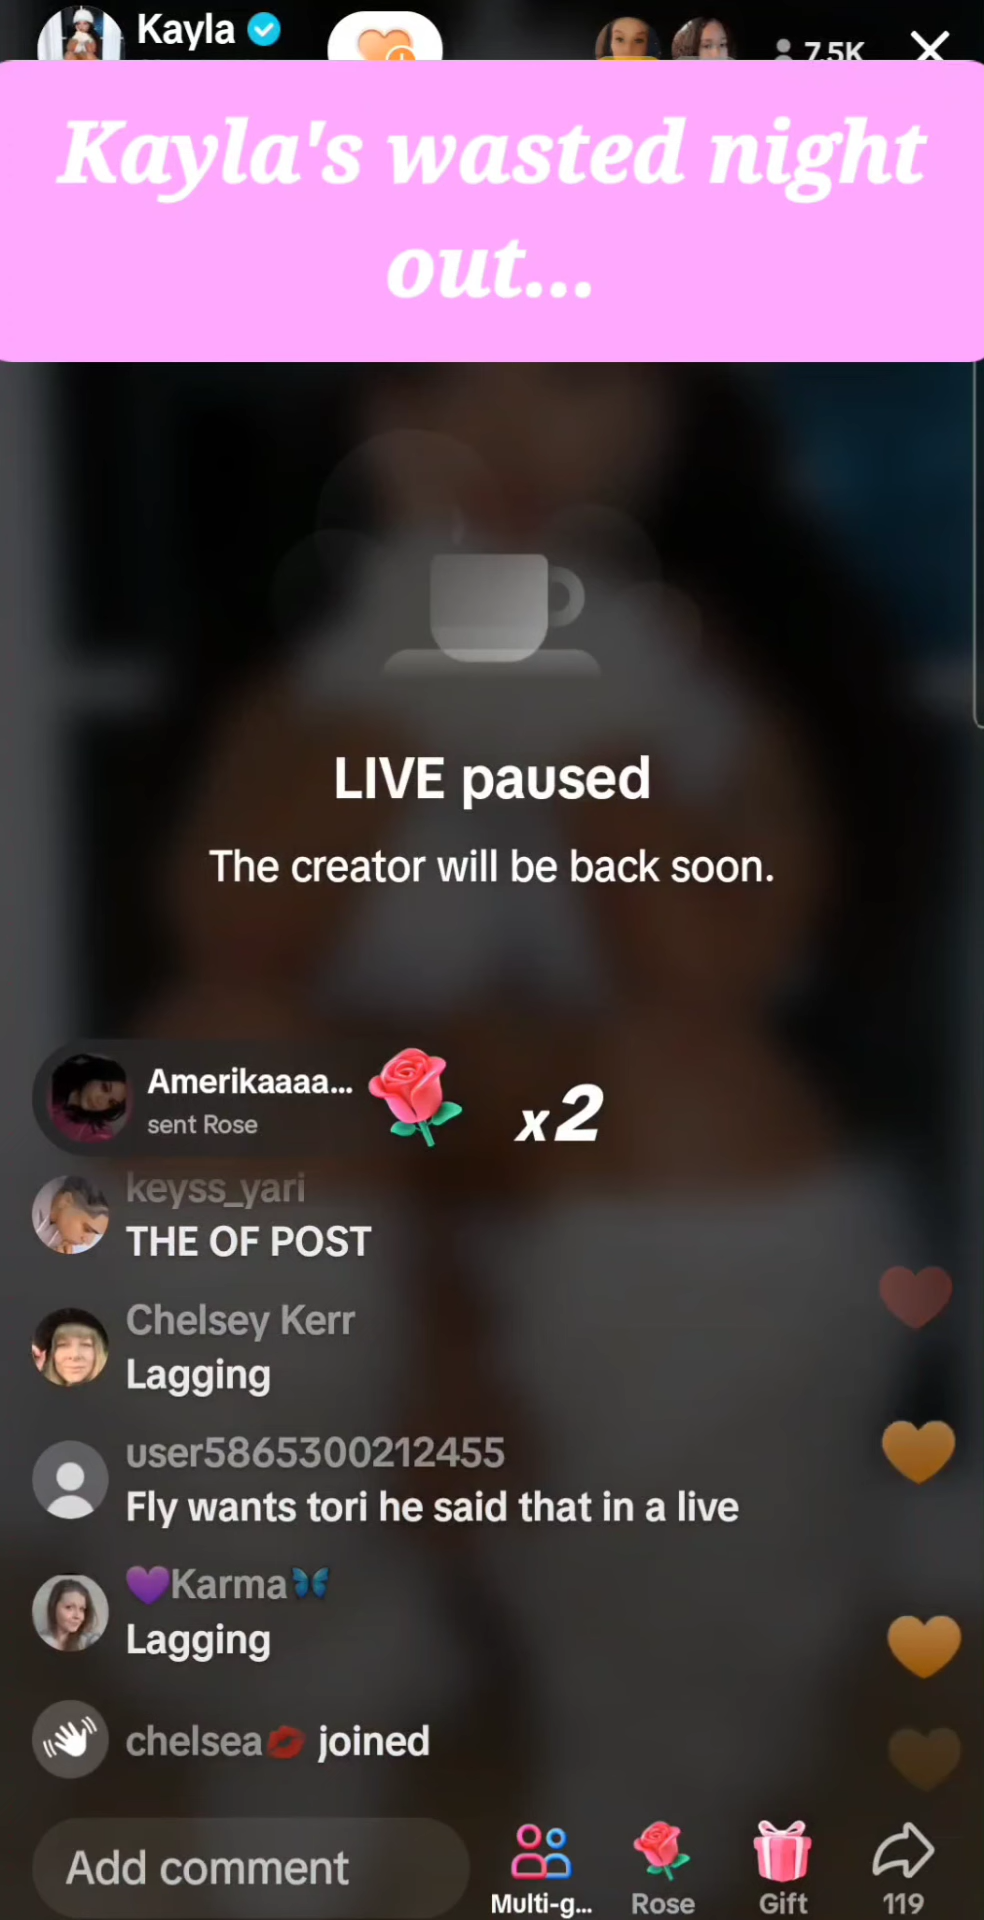 Kayla
7.5K
Kayla's wasted night
out...
LIVE paused
The creator will be back soon.
Amerikaaaa...
sent Rose
x2
keyss_yari
THE OF POST
Chelsey Kerr
Lagging
user5865300212455
Fly wants tori he said that in a live
💜Karma🦋
Lagging
chelsea💋 joined
Add comment
Multi-g...
Rose
Gift
119